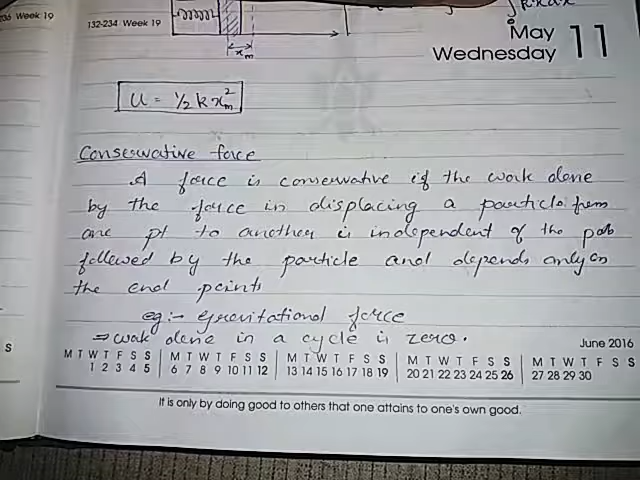 236 Week 19
132-234 Week 19
∫k x dx
May
Wednesday
11
xm
U = 1/2 k xm²
Conservative force
A force is conservative if the work done
by the force in displacing a particle from
one pt to another is independent of the
followed by the particle and depends only on
the end points
eg:- gravitational force
⇒ work done in a cycle is zero.
June 2016
S
M T W T F S S M T W T F S S M T W T F S S M T W T F S S M T W T F S S
1 2 3 4 5 6 7 8 9 10 11 12 13 14 15 16 17 18 19 20 21 22 23 24 25 26 27 28 29 30
It is only by doing good to others that one attains to one's own good.